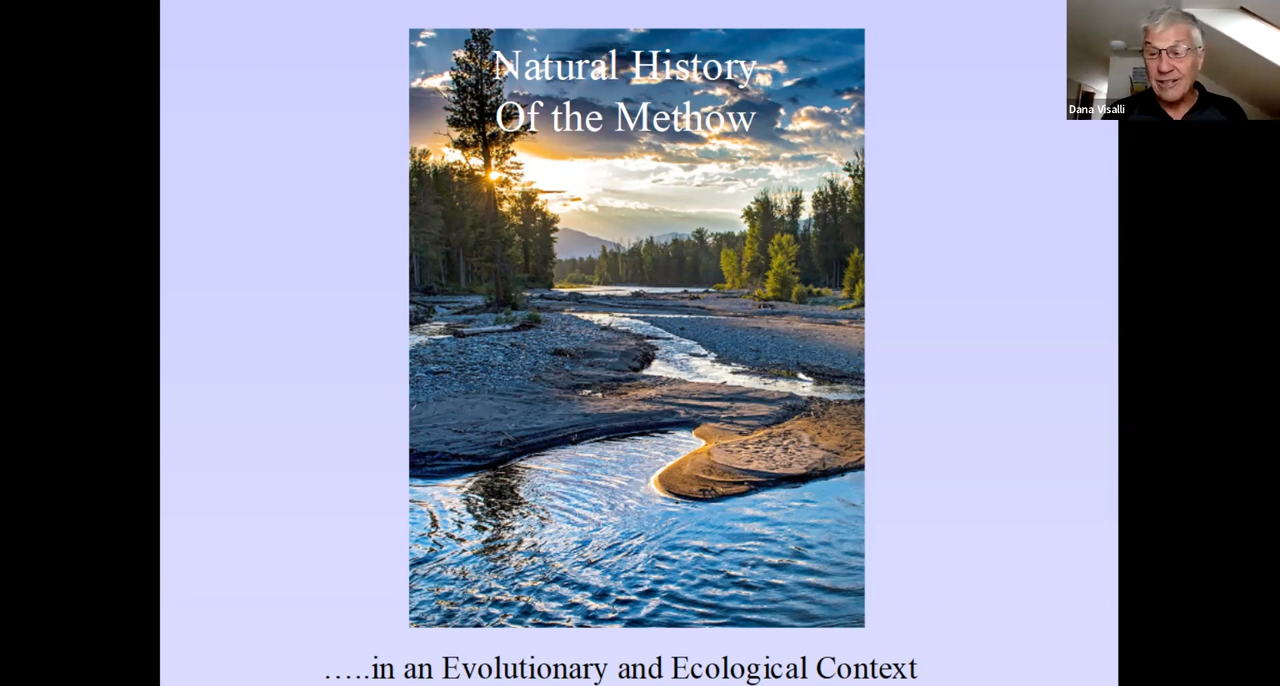 Natural History
Of the Methow
Dana Visalli
…..in an Evolutionary and Ecological Context